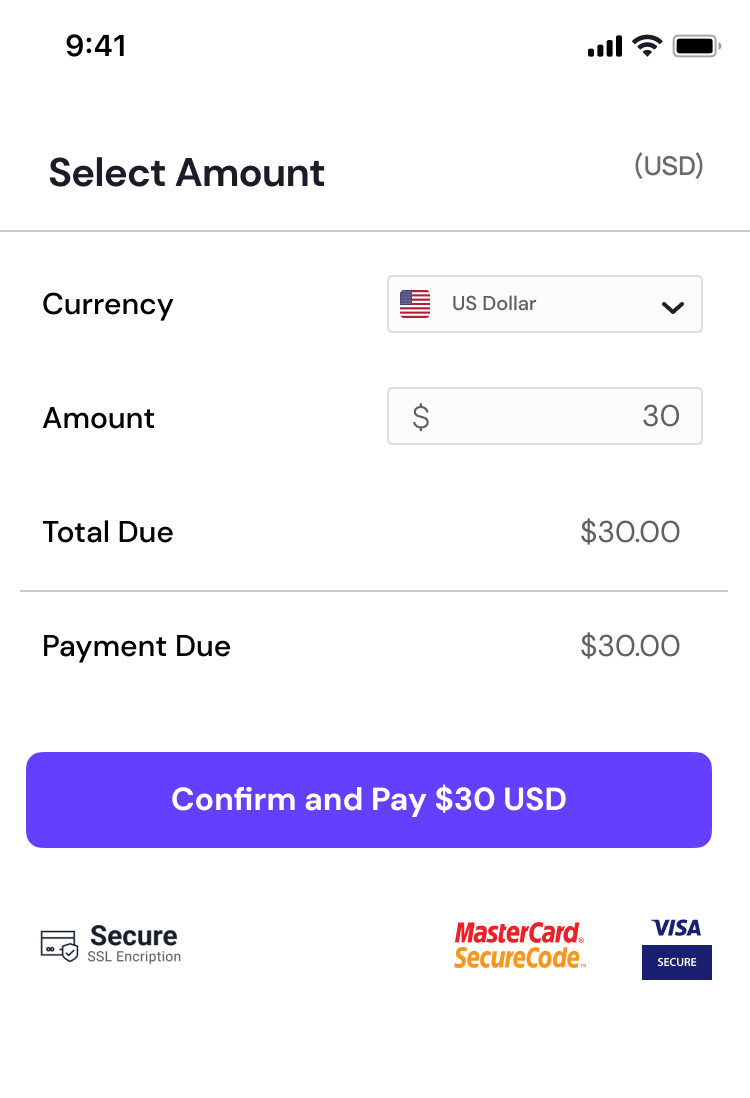 9:41
Select Amount (USD)
Currency US Dollar
Amount $ 30
Total Due $30.00
Payment Due $30.00
Confirm and Pay $30 USD
Secure
SSL Encription
MasterCard®
SecureCode™
VISA
SECURE